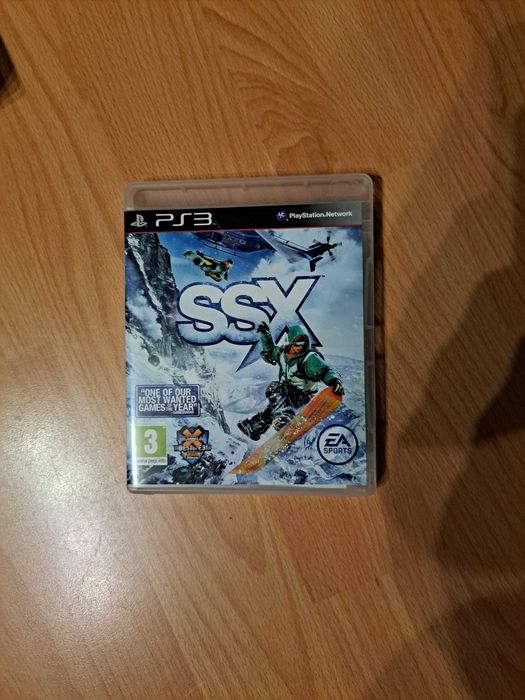 PS3
PlayStation Network
SSX
"ONE OF OUR
MOST WANTED
GAMES OF THE
YEAR"
3
www.pegi.info
EA
SPORTS